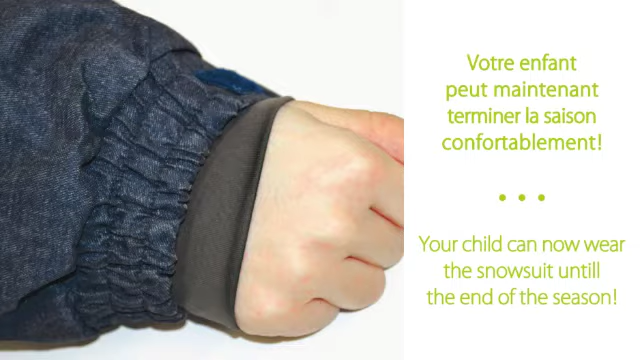 Votre enfant
peut maintenant
terminer la saison
confortablement!
• • •
Your child can now wear
the snowsuit untill
the end of the season!